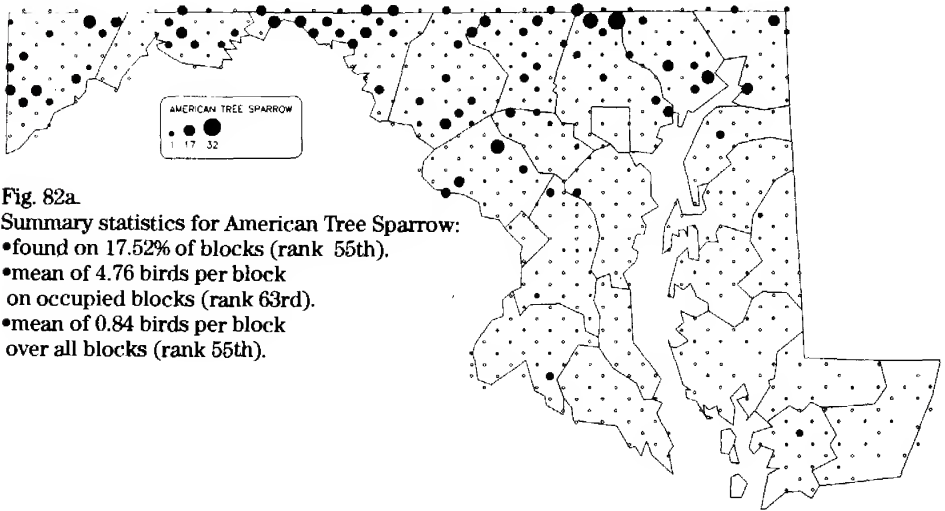 AMERICAN TREE SPARROW
1 17 32
Fig. 82a.
Summary statistics for American Tree Sparrow:
•found on 17.52% of blocks (rank 55th).
•mean of 4.76 birds per block
on occupied blocks (rank 63rd).
•mean of 0.84 birds per block
over all blocks (rank 55th).